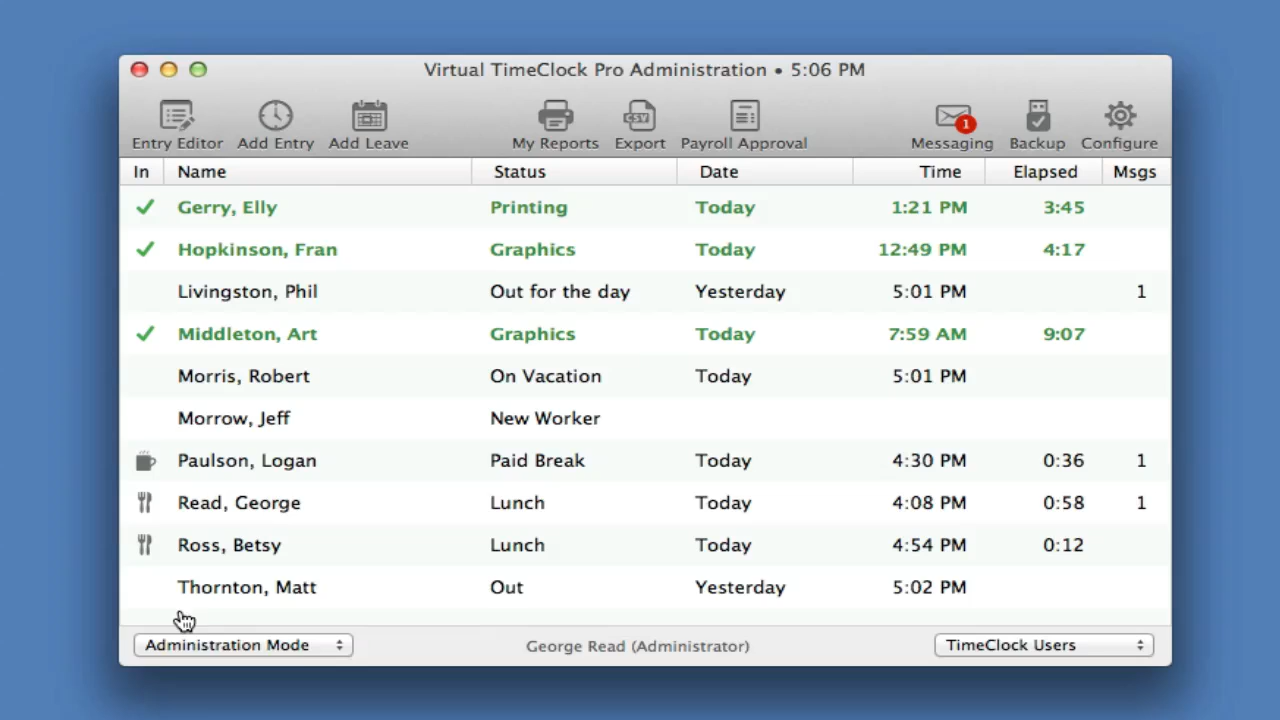 Virtual TimeClock Pro Administration • 5:06 PM
CSV 1
Entry Editor Add Entry Add Leave My Reports Export Payroll Approval Messaging Backup Configure
In Name Status Date Time Elapsed Msgs
Gerry, Elly Printing Today 1:21 PM 3:45
Hopkinson, Fran Graphics Today 12:49 PM 4:17
Livingston, Phil Out for the day Yesterday 5:01 PM 1
Middleton, Art Graphics Today 7:59 AM 9:07
Morris, Robert On Vacation Today 5:01 PM
Morrow, Jeff New Worker
Paulson, Logan Paid Break Today 4:30 PM 0:36 1
Read, George Lunch Today 4:08 PM 0:58 1
Ross, Betsy Lunch Today 4:54 PM 0:12
Thornton, Matt Out Yesterday 5:02 PM
Administration Mode George Read (Administrator) TimeClock Users